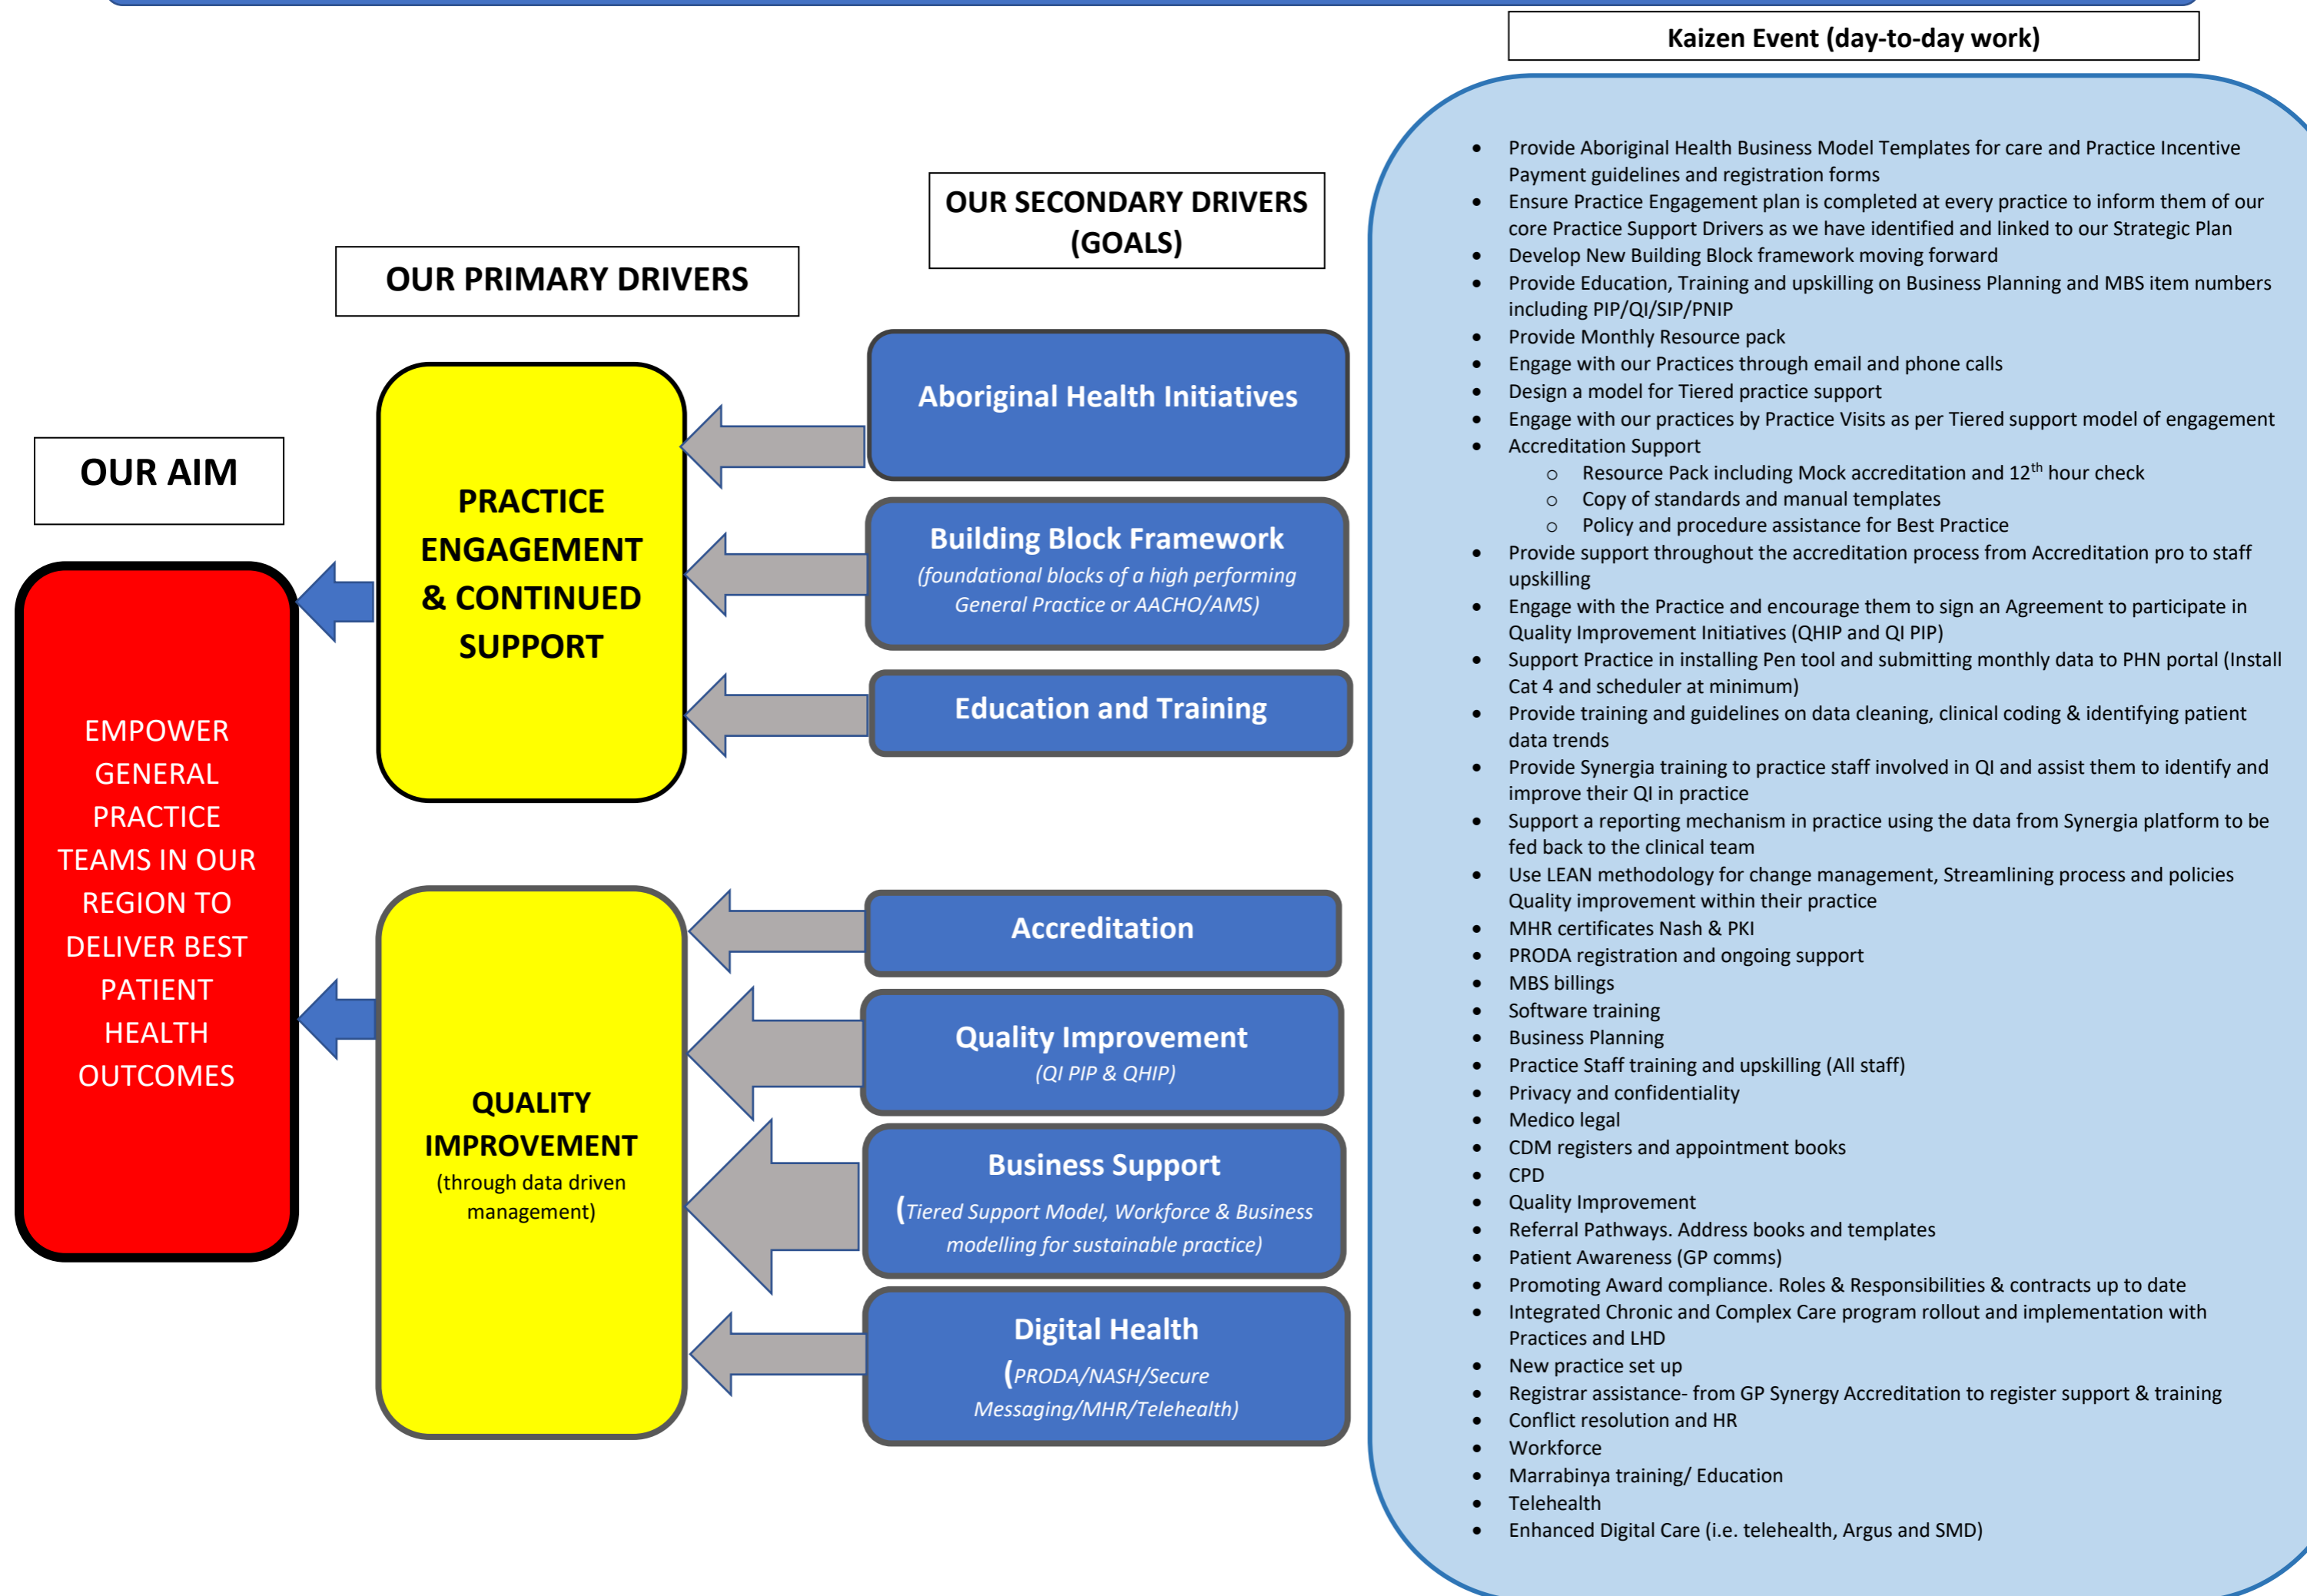 Kaizen Event (day-to-day work)
OUR AIM
EMPOWER
GENERAL
PRACTICE
TEAMS IN OUR
REGION TO
DELIVER BEST
PATIENT
HEALTH
OUTCOMES
OUR PRIMARY DRIVERS
PRACTICE
ENGAGEMENT
& CONTINUED
SUPPORT
QUALITY
IMPROVEMENT
(through data driven
management)
OUR SECONDARY DRIVERS
(GOALS)
Aboriginal Health Initiatives
Building Block Framework
(foundational blocks of a high performing
General Practice or AACHO/AMS)
Education and Training
Accreditation
Quality Improvement
(QI PIP & QHIP)
Business Support
(Tiered Support Model, Workforce & Business
modelling for sustainable practice)
Digital Health
(PRODA/NASH/Secure
Messaging/MHR/Telehealth)
• Provide Aboriginal Health Business Model Templates for care and Practice Incentive
Payment guidelines and registration forms
• Ensure Practice Engagement plan is completed at every practice to inform them of our
core Practice Support Drivers as we have identified and linked to our Strategic Plan
• Develop New Building Block framework moving forward
• Provide Education, Training and upskilling on Business Planning and MBS item numbers
including PIP/QI/SIP/PNIP
• Provide Monthly Resource pack
• Engage with our Practices through email and phone calls
• Design a model for Tiered practice support
• Engage with our practices by Practice Visits as per Tiered support model of engagement
• Accreditation Support
o Resource Pack including Mock accreditation and 12th hour check
o Copy of standards and manual templates
o Policy and procedure assistance for Best Practice
• Provide support throughout the accreditation process from Accreditation pro to staff
upskilling
• Engage with the Practice and encourage them to sign an Agreement to participate in
Quality Improvement Initiatives (QHIP and QI PIP)
• Support Practice in installing Pen tool and submitting monthly data to PHN portal (Install
Cat 4 and scheduler at minimum)
• Provide training and guidelines on data cleaning, clinical coding & identifying patient
data trends
• Provide Synergia training to practice staff involved in QI and assist them to identify and
improve their QI in practice
• Support a reporting mechanism in practice using the data from Synergia platform to be
fed back to the clinical team
• Use LEAN methodology for change management, Streamlining process and policies
Quality improvement within their practice
• MHR certificates Nash & PKI
• PRODA registration and ongoing support
• MBS billings
• Software training
• Business Planning
• Practice Staff training and upskilling (All staff)
• Privacy and confidentiality
• Medico legal
• CDM registers and appointment books
• CPD
• Quality Improvement
• Referral Pathways. Address books and templates
• Patient Awareness (GP comms)
• Promoting Award compliance. Roles & Responsibilities & contracts up to date
• Integrated Chronic and Complex Care program rollout and implementation with
Practices and LHD
• New practice set up
• Registrar assistance- from GP Synergy Accreditation to register support & training
• Conflict resolution and HR
• Workforce
• Marrabinya training/ Education
• Telehealth
• Enhanced Digital Care (i.e. telehealth, Argus and SMD)